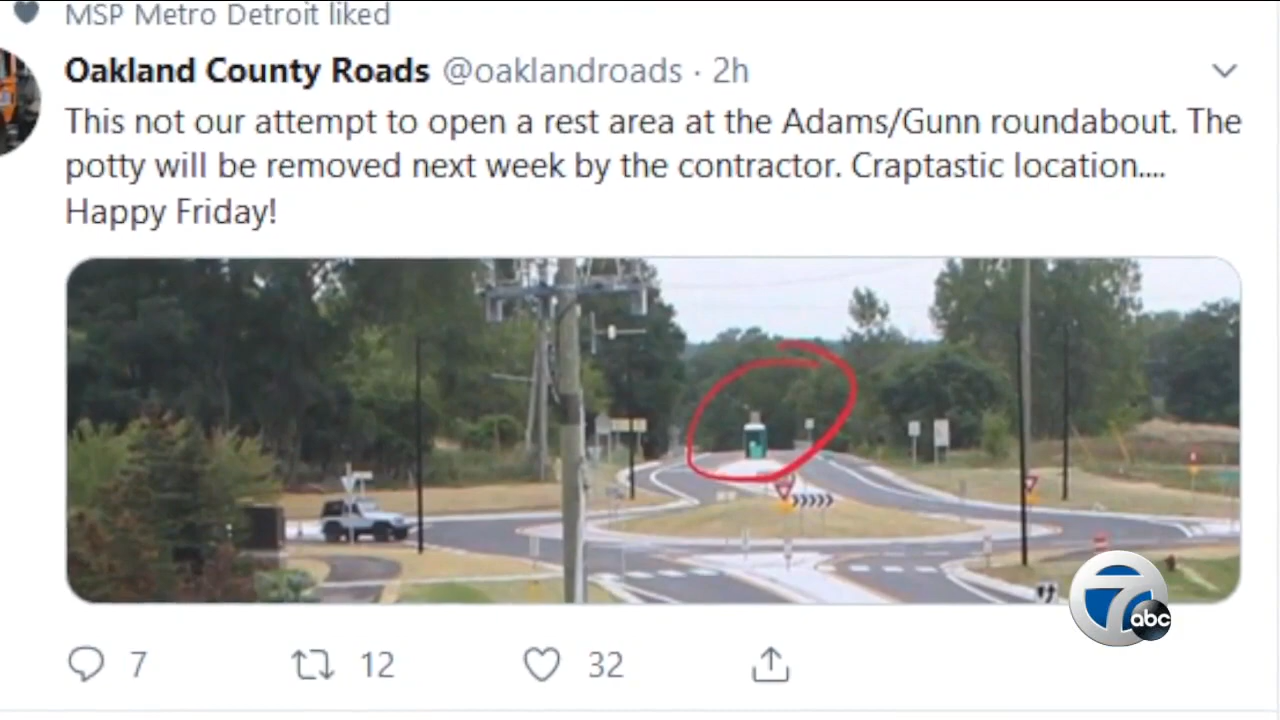 MSP Metro Detroit liked
Oakland County Roads @oaklandroads · 2h
This not our attempt to open a rest area at the Adams/Gunn roundabout. The
potty will be removed next week by the contractor. Craptastic location....
Happy Friday!
7 12 32
7 abc